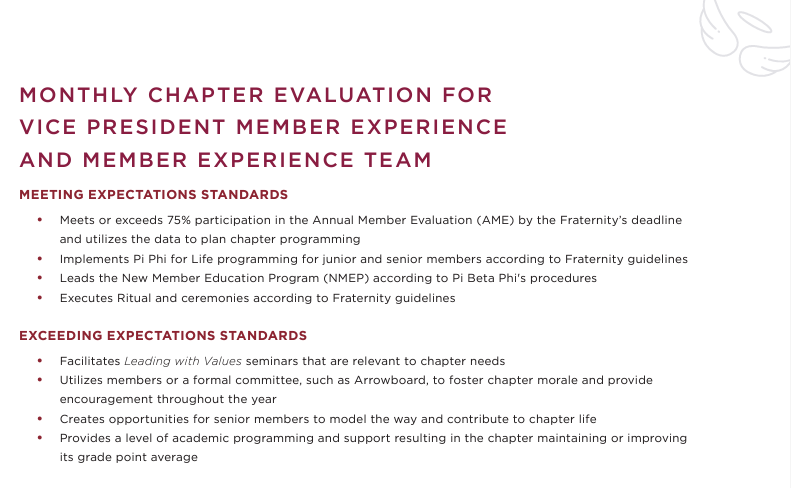 MONTHLY CHAPTER EVALUATION FOR
VICE PRESIDENT MEMBER EXPERIENCE
AND MEMBER EXPERIENCE TEAM
MEETING EXPECTATIONS STANDARDS
• Meets or exceeds 75% participation in the Annual Member Evaluation (AME) by the Fraternity’s deadline
and utilizes the data to plan chapter programming
• Implements Pi Phi for Life programming for junior and senior members according to Fraternity guidelines
• Leads the New Member Education Program (NMEP) according to Pi Beta Phi's procedures
• Executes Ritual and ceremonies according to Fraternity guidelines
EXCEEDING EXPECTATIONS STANDARDS
• Facilitates Leading with Values seminars that are relevant to chapter needs
• Utilizes members or a formal committee, such as Arrowboard, to foster chapter morale and provide
encouragement throughout the year
• Creates opportunities for senior members to model the way and contribute to chapter life
• Provides a level of academic programming and support resulting in the chapter maintaining or improving
its grade point average